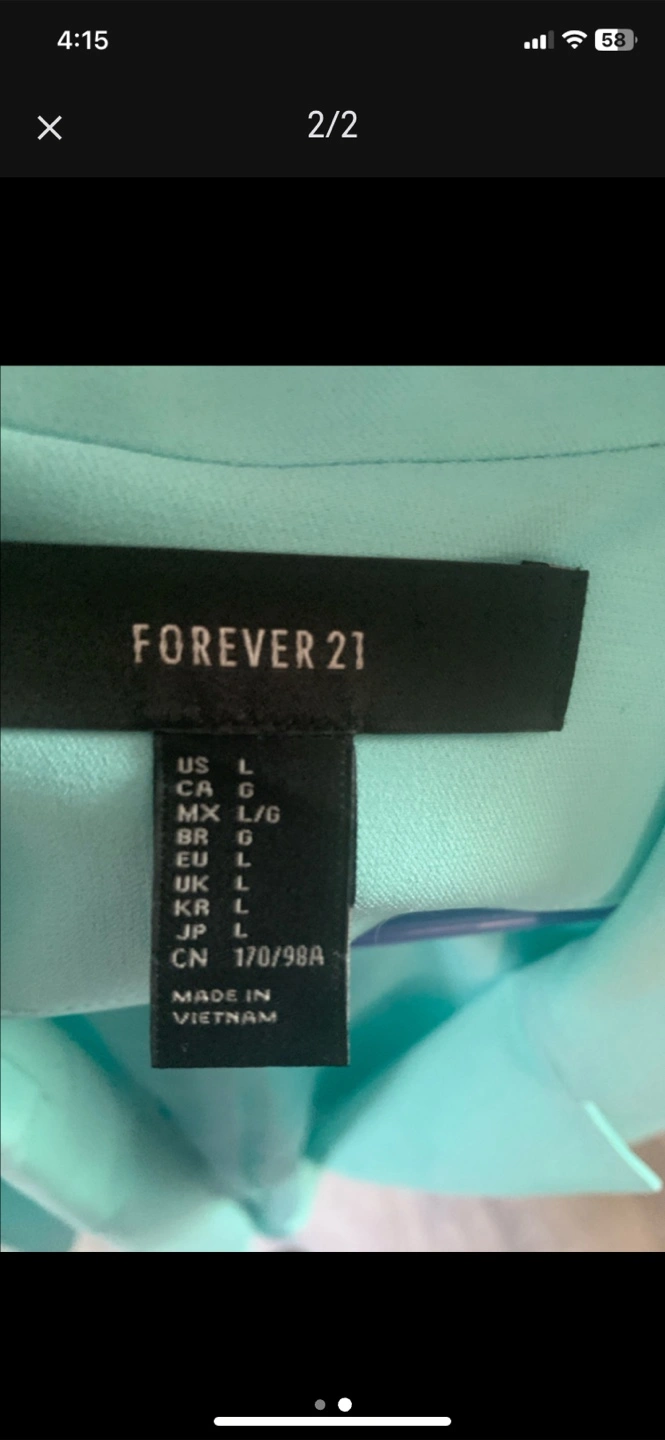 4:15
58
2/2
FOREVER 21
US L
CA G
MX L/G
BR G
EU L
UK L
KR L
JP L
CN 170/98A
MADE IN
VIETNAM